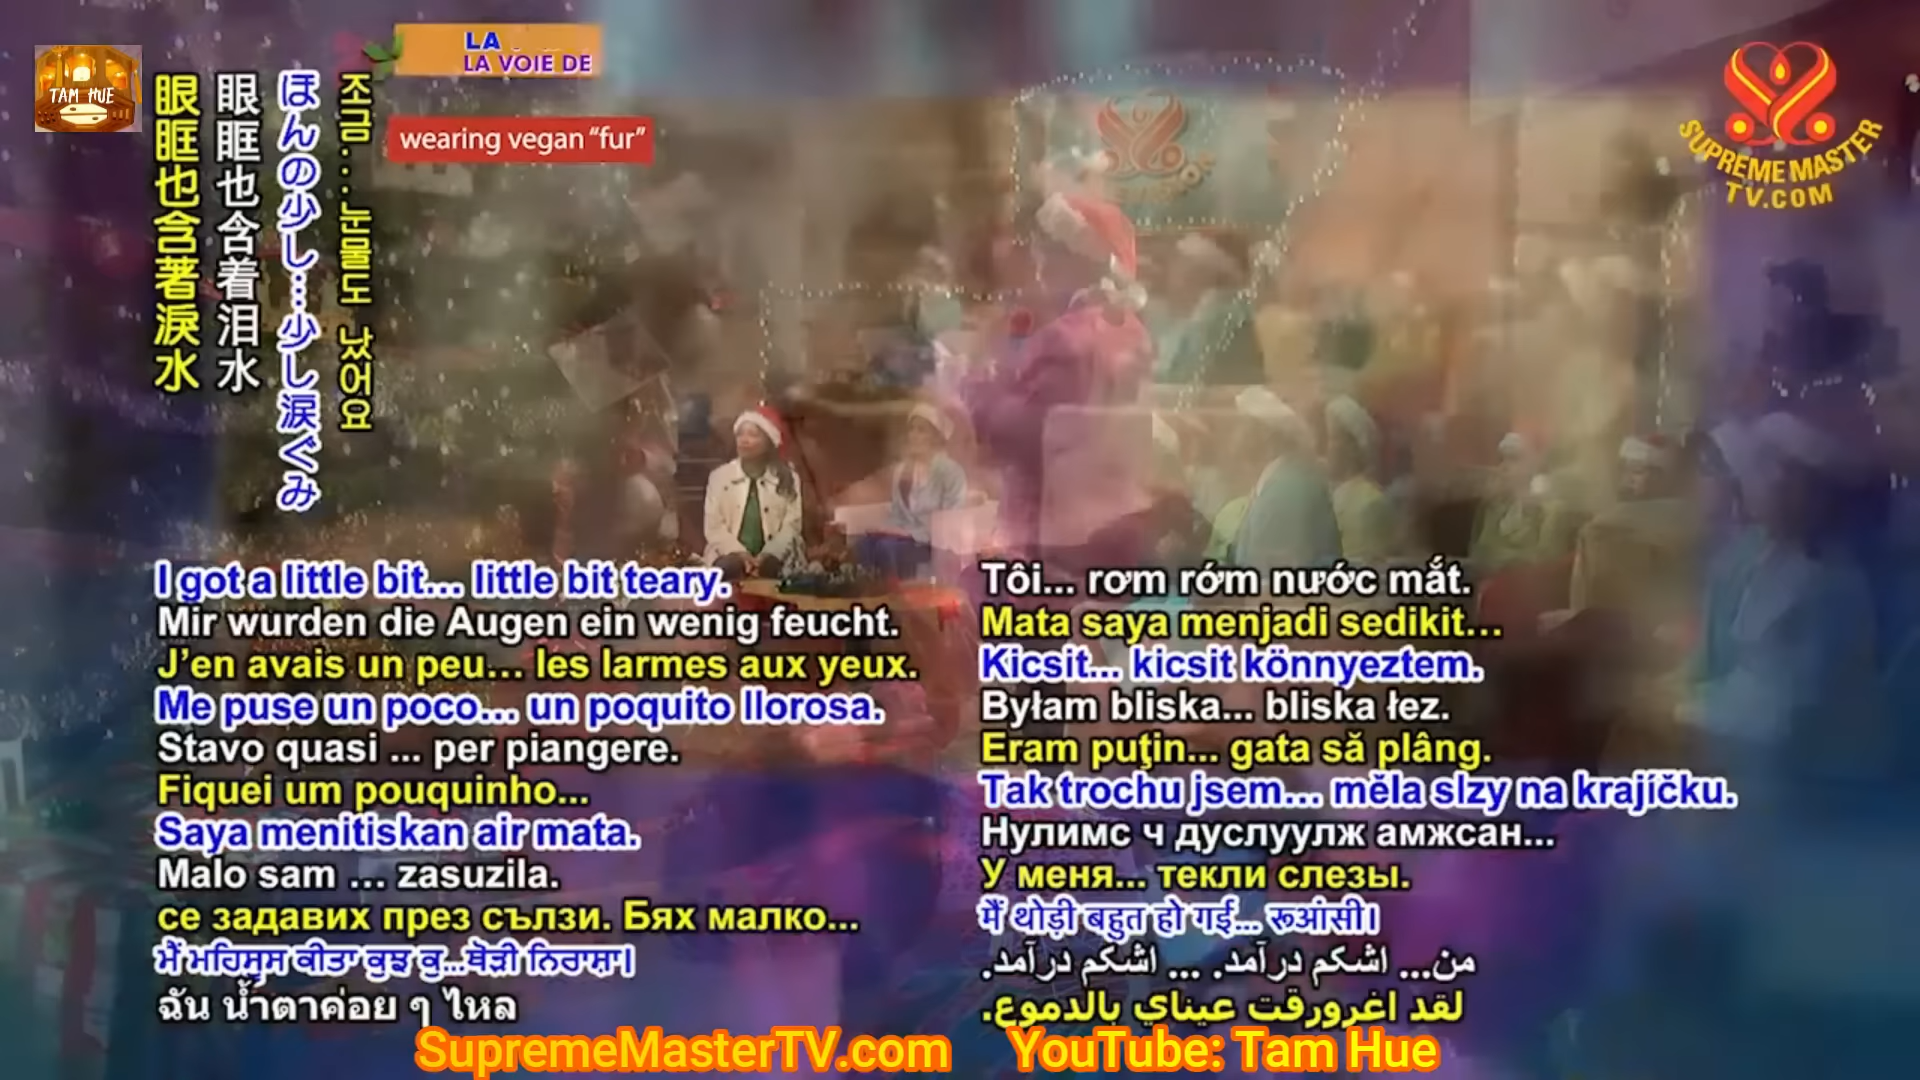 TAM HUE
LA
LA VOIE DE
wearing vegan “fur”
SUPREME MASTER
TV.COM
조금... 눈물도 났어요
ほんの少し...少し涙ぐみ
眼眶也含着泪水
眼眶也含著淚水
I got a little bit... little bit teary.
Mir wurden die Augen ein wenig feucht.
J’en avais un peu... les larmes aux yeux.
Me puse un poco... un poquito llorosa.
Stavo quasi ... per piangere.
Fiquei um pouquinho...
Saya menitiskan air mata.
Malo sam ... zasuzila.
се задавих през сълзи. Бях малко...
ਮੈਂ ਮਹਿਸੂਸ ਕੀਤਾ ਕੁਝ ਕੁ...ਥੋੜੀ ਨਿਰਾਸ਼ਾ।
ฉัน น้ำตาค่อย ๆ ไหล
Tôi... rơm rớm nước mắt.
Mata saya menjadi sedikit...
Kicsit... kicsit könnyeztem.
Byłam bliska... bliska łez.
Eram puţin... gata să plâng.
Tak trochu jsem... měla slzy na krajíčku.
Нулимс ч дуслуулж амжсан...
У меня... текли слезы.
मैं थोड़ी बहुत हो गई... रूआंसी।
من... اشکم درآمد. ... اشکم درآمد.
لقد اغرورقت عيناي بالدموع.
SupremeMasterTV.com YouTube: Tam Hue